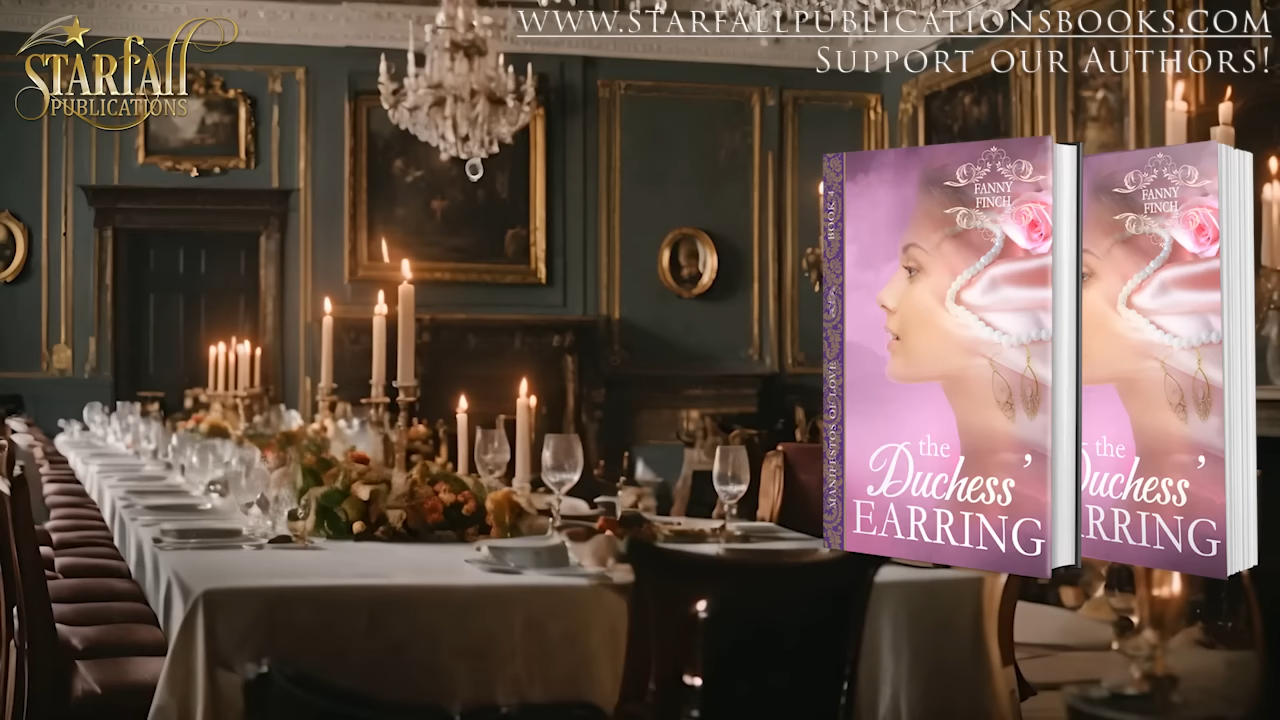 STARfall
PUBLICATIONS
WWW.STARFALLPUBLICATIONSBOOKS.COM
SUPPORT OUR AUTHORS!
MANIFESTOS OF LOVE
BOOK 4
FANNY
FINCH
the
Duchess'
EARRING
FANNY
FINCH
the
Duchess'
RRING